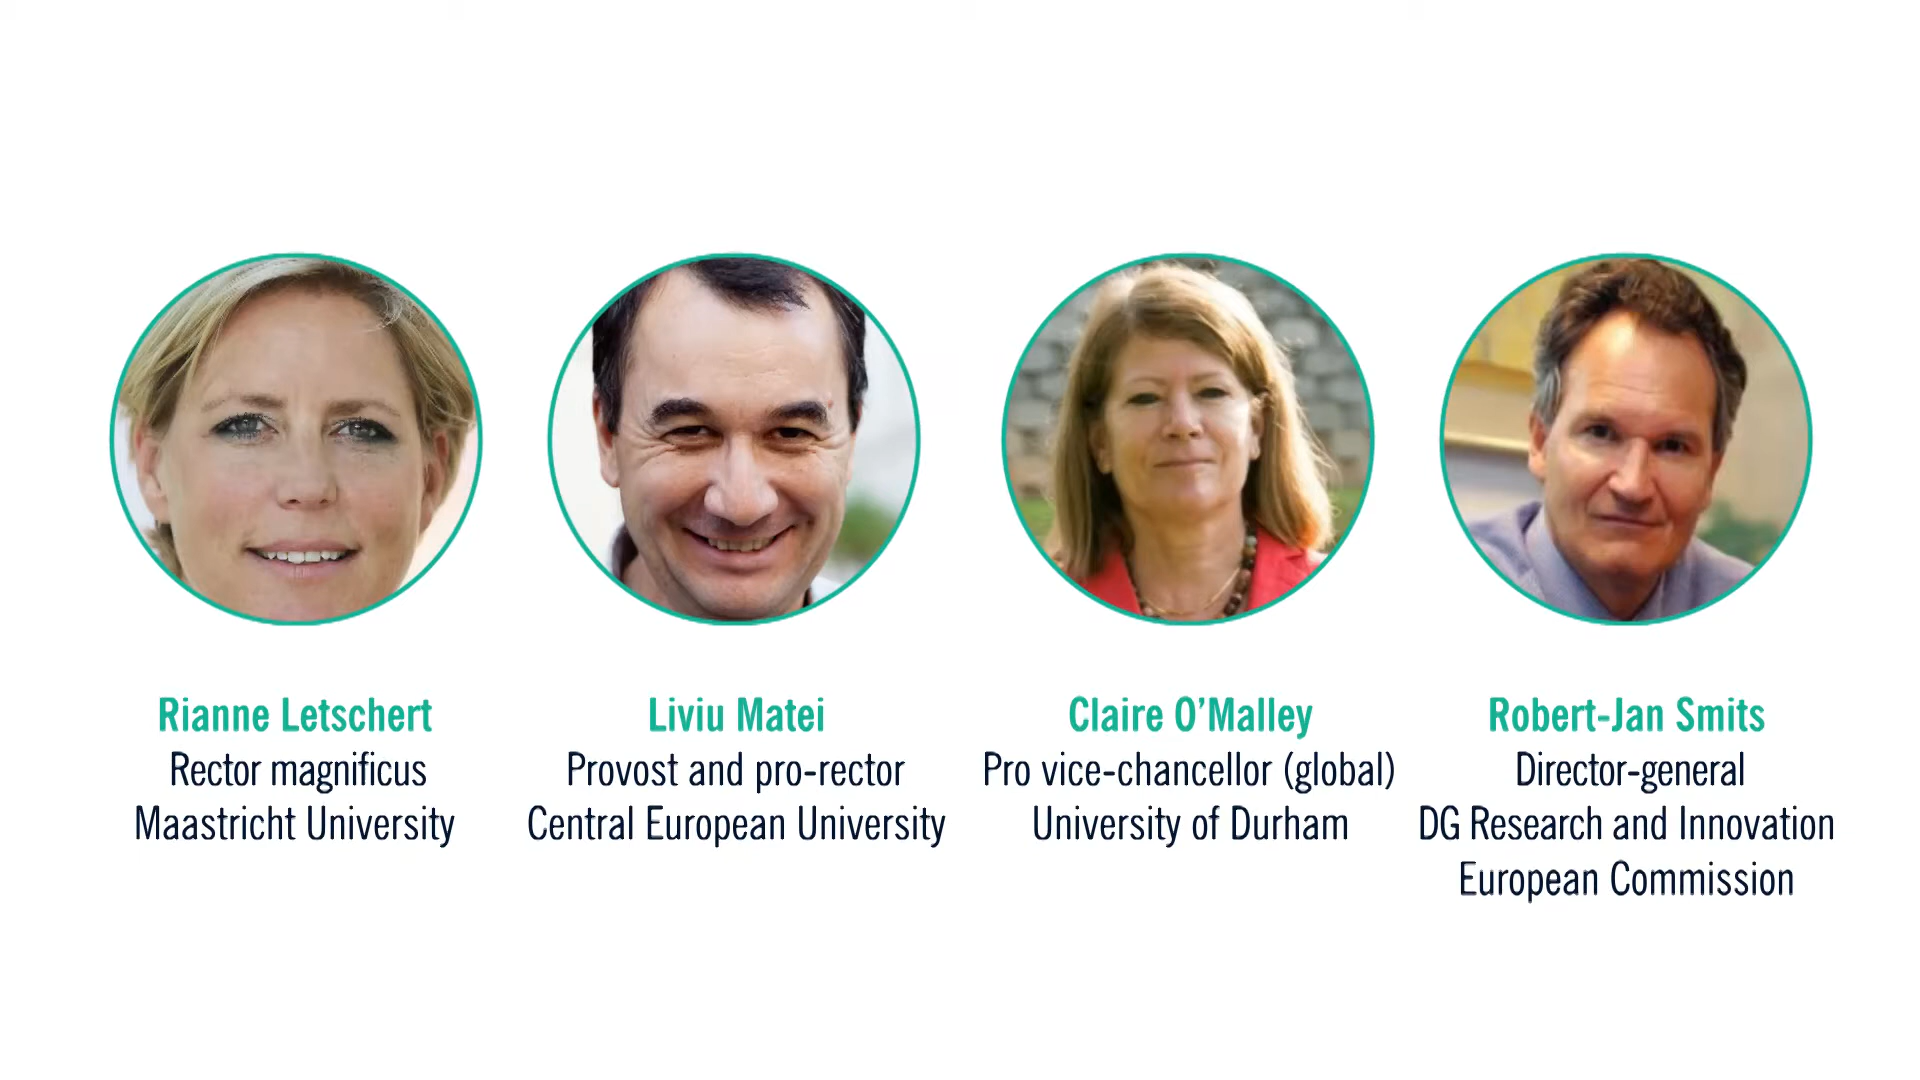 Rianne Letschert
Rector magnificus
Maastricht University
Liviu Matei
Provost and pro-rector
Central European University
Claire O’Malley
Pro vice-chancellor (global)
University of Durham
Robert-Jan Smits
Director-general
DG Research and Innovation
European Commission